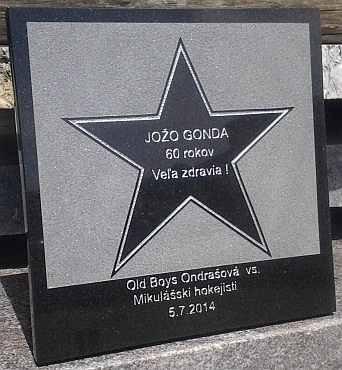 JOŽO GONDA
60 rokov
Veľa zdravia !
Old Boys Ondrašová vs.
Mikulášski hokejisti
5.7.2014